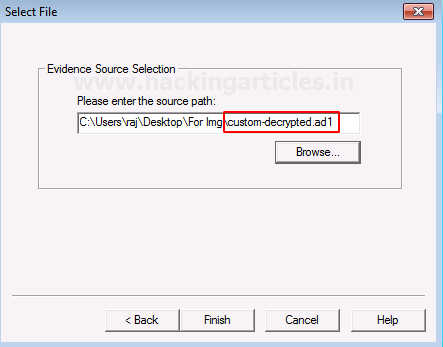 Select File
www.hackingarticles.in
Evidence Source Selection
Please enter the source path:
C:\Users\raj\Desktop\For Img\custom-decrypted.ad1
Browse...
< Back Finish Cancel Help